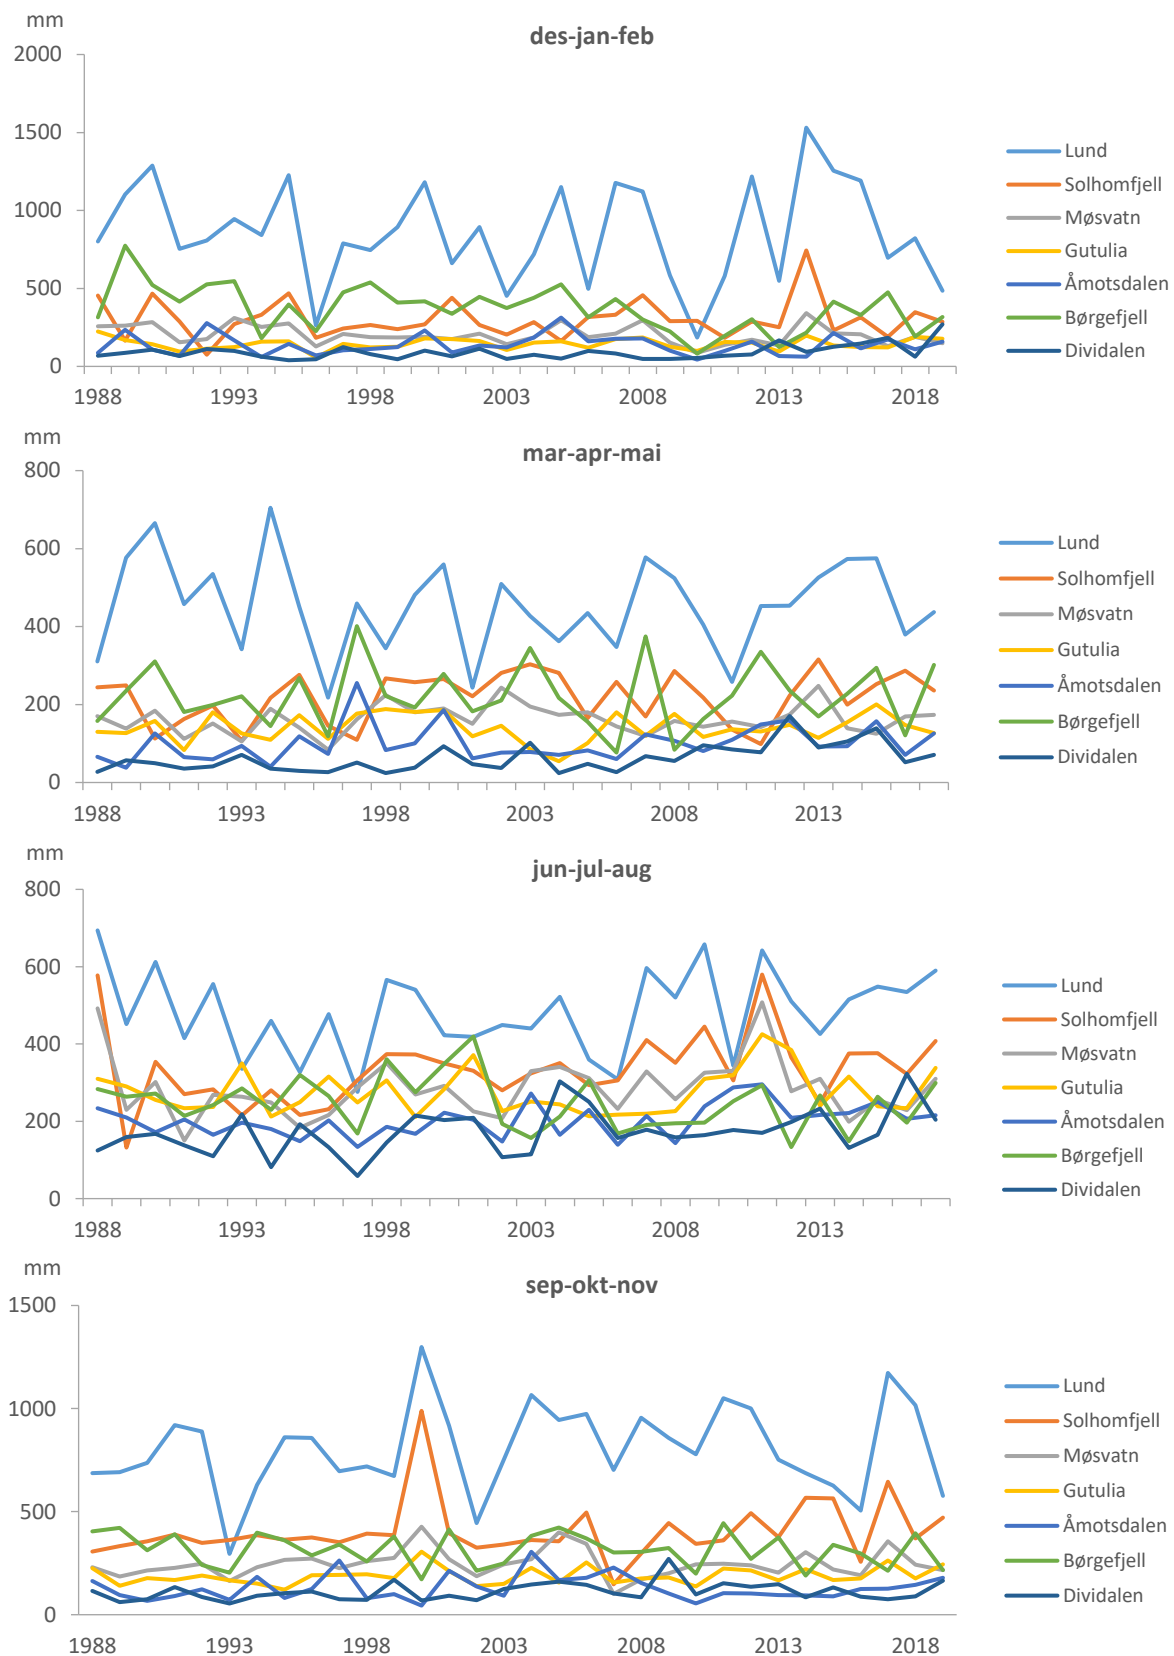 mm
des-jan-feb
2000
1500
1000
500
0
1988 1993 1998 2003 2008 2013 2018
Lund
Solhomfjell
Møsvatn
Gutulia
Åmotsdalen
Børgefjell
Dividalen
mm
mar-apr-mai
800
600
400
200
0
1988 1993 1998 2003 2008 2013
Lund
Solhomfjell
Møsvatn
Gutulia
Åmotsdalen
Børgefjell
Dividalen
mm
jun-jul-aug
800
600
400
200
0
1988 1993 1998 2003 2008 2013
Lund
Solhomfjell
Møsvatn
Gutulia
Åmotsdalen
Børgefjell
Dividalen
mm
sep-okt-nov
1500
1000
500
0
1988 1993 1998 2003 2008 2013 2018
Lund
Solhomfjell
Møsvatn
Gutulia
Åmotsdalen
Børgefjell
Dividalen